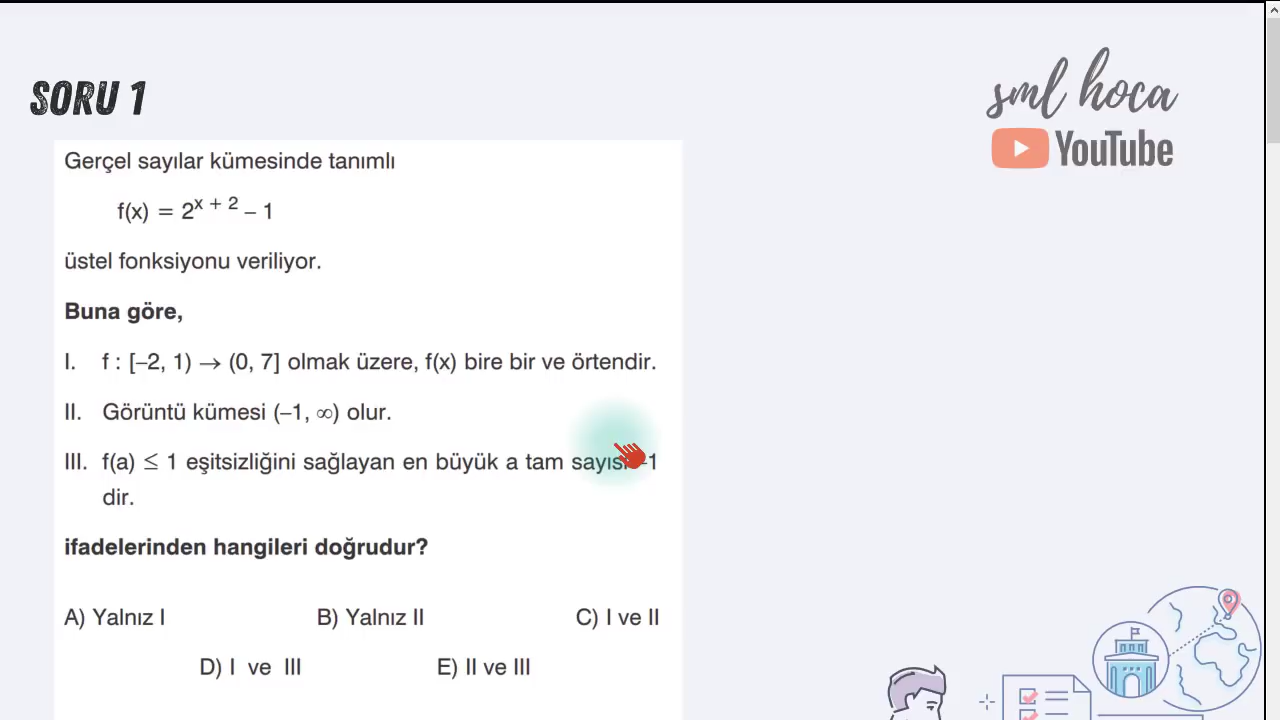 SORU 1
sml hoca
YouTube
Gerçel sayılar kümesinde tanımlı
f(x) = 2^{x + 2} – 1
üstel fonksiyonu veriliyor.
Buna göre,
I. f : [–2, 1) → (0, 7] olmak üzere, f(x) bire bir ve örtendir.
II. Görüntü kümesi (–1, ∞) olur.
III. f(a) ≤ 1 eşitsizliğini sağlayan en büyük a tam sayısı –1
dir.
ifadelerinden hangileri doğrudur?
A) Yalnız I B) Yalnız II C) I ve II
D) I ve III E) II ve III